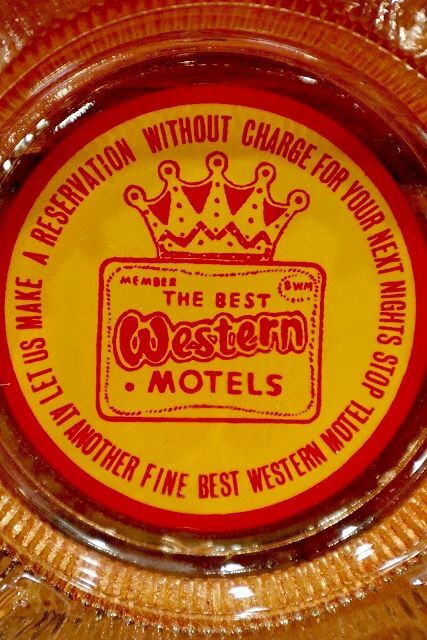 LET US MAKE A RESERVATION WITHOUT CHARGE FOR YOUR NEXT NIGHTS STOP AT ANOTHER FINE BEST WESTERN MOTEL
MEMBER
BWM
THE BEST
Western
• MOTELS